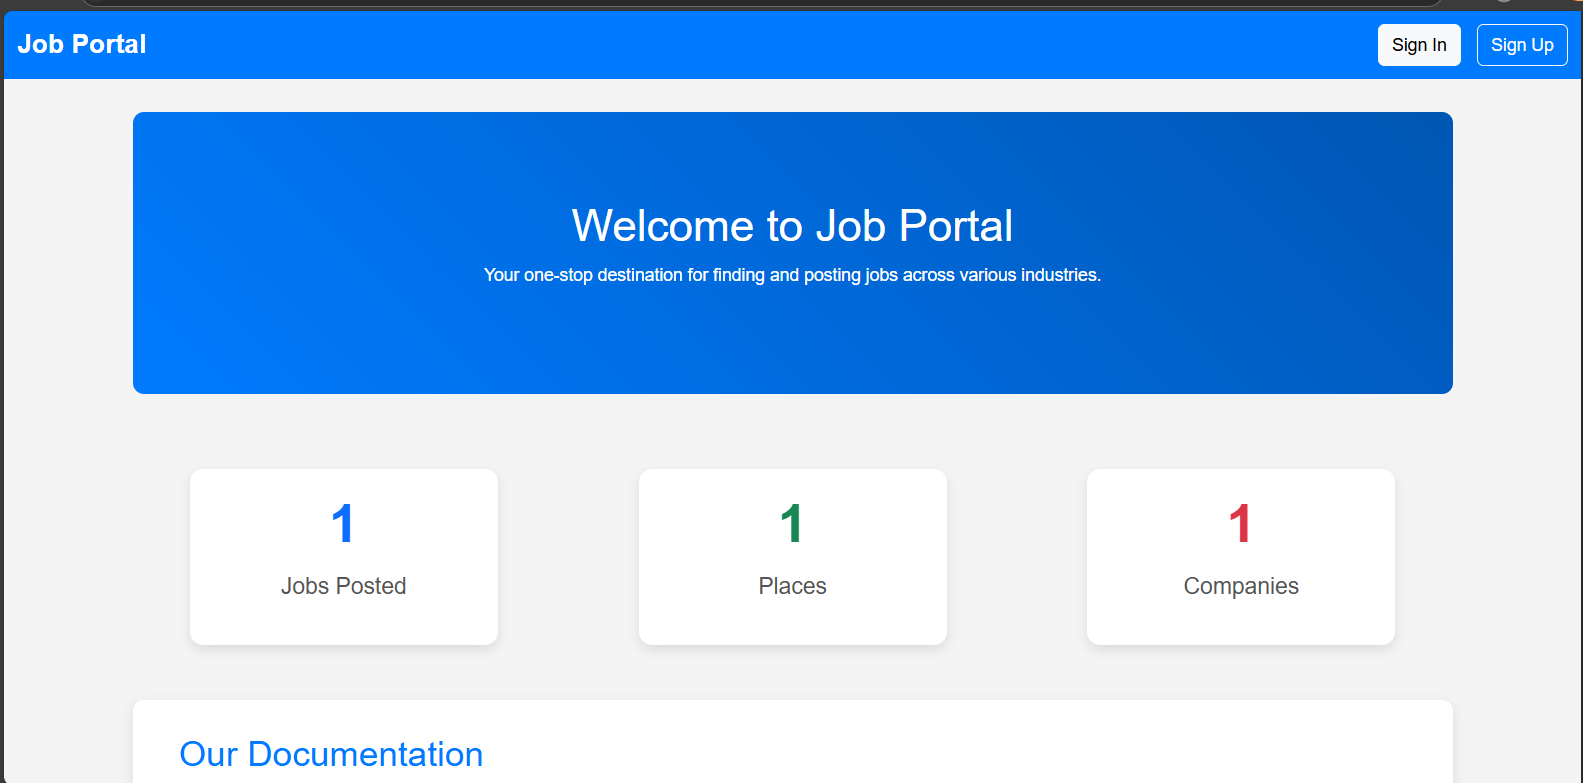 Job Portal
Sign In
Sign Up
Welcome to Job Portal
Your one-stop destination for finding and posting jobs across various industries.
1
Jobs Posted
1
Places
1
Companies
Our Documentation